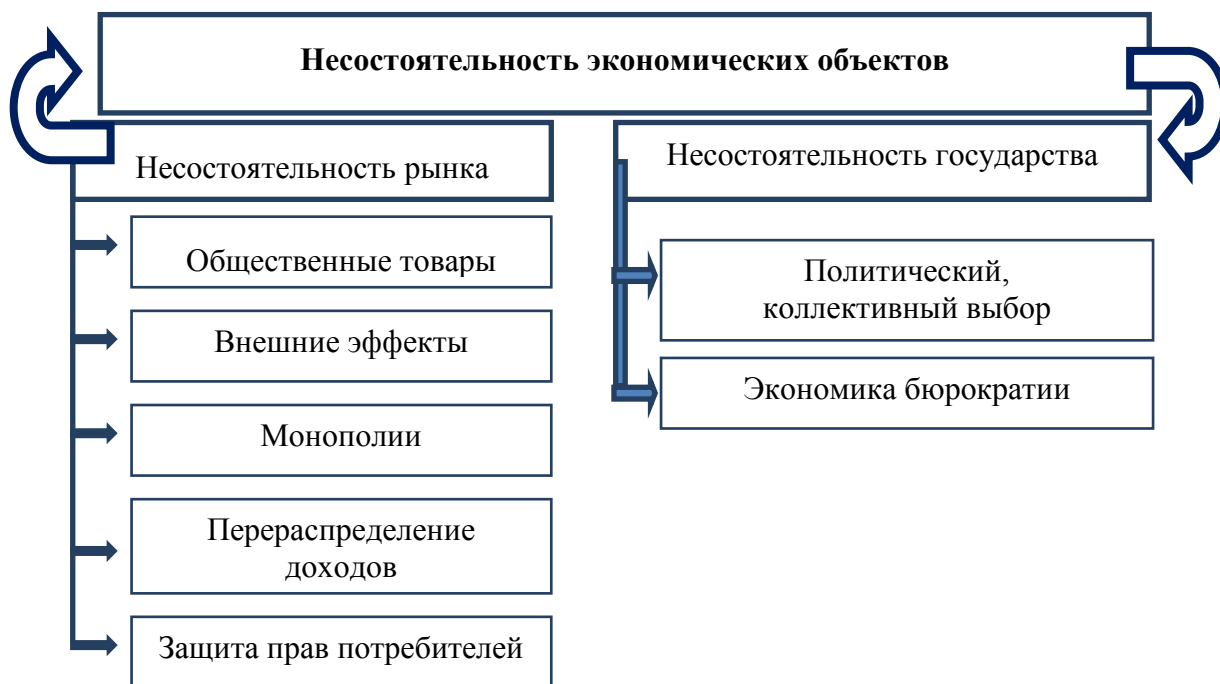 Несостоятельность экономических объектов
Несостоятельность рынка
Общественные товары
Внешние эффекты
Монополии
Перераспределение
доходов
Защита прав потребителей
Несостоятельность государства
Политический,
коллективный выбор
Экономика бюрократии